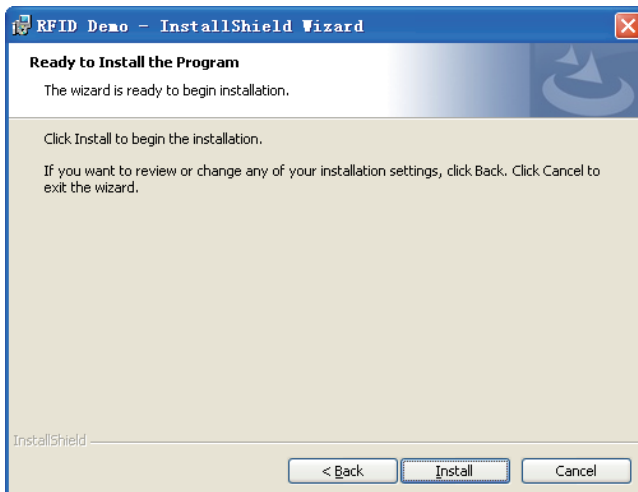 RFID Demo - InstallShield Wizard
Ready to Install the Program
The wizard is ready to begin installation.
Click Install to begin the installation.
If you want to review or change any of your installation settings, click Back. Click Cancel to
exit the wizard.
InstallShield
< Back Install Cancel